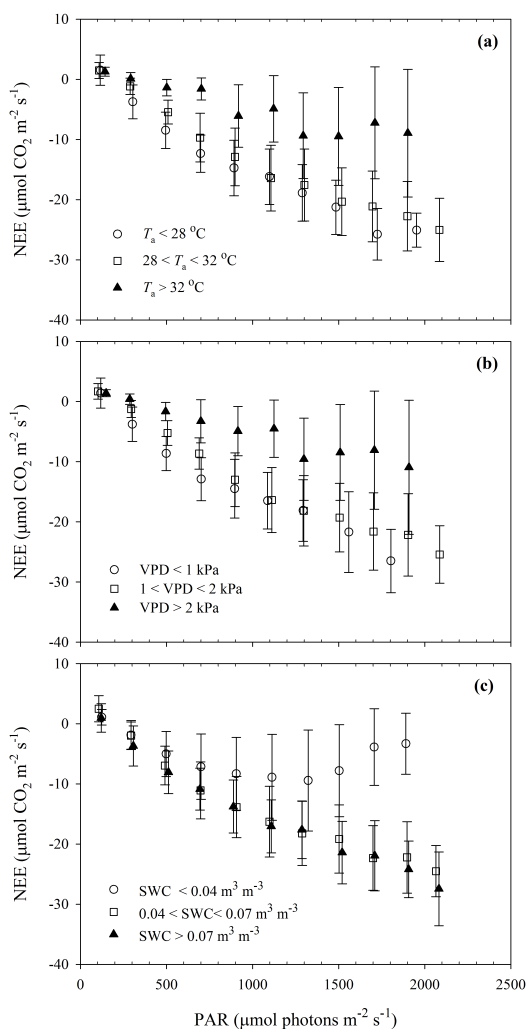 10
(a)
0
-10
-20
-30
-40
NEE (μmol CO₂ m⁻² s⁻¹)
Tₐ < 28 °C
28 < Tₐ < 32 °C
Tₐ > 32 °C
10
(b)
0
-10
-20
-30
-40
NEE (μmol CO₂ m⁻² s⁻¹)
VPD < 1 kPa
1 < VPD < 2 kPa
VPD > 2 kPa
10
(c)
0
-10
-20
-30
-40
NEE (μmol CO₂ m⁻² s⁻¹)
SWC < 0.04 m³ m⁻³
0.04 < SWC< 0.07 m³ m⁻³
SWC > 0.07 m³ m⁻³
0 500 1000 1500 2000 2500
PAR (μmol photons m⁻² s⁻¹)